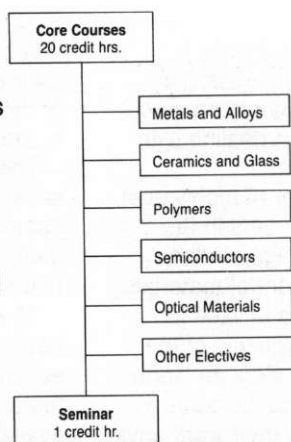 Core Courses
20 credit hrs.
s
Metals and Alloys
Ceramics and Glass
Polymers
Semiconductors
Optical Materials
Other Electives
Seminar
1 credit hr.